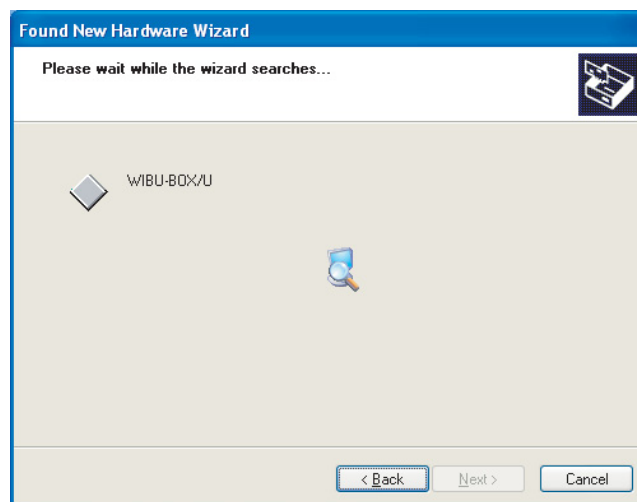 Found New Hardware Wizard
Please wait while the wizard searches...
WIBU-BOX/U
< Back
Next >
Cancel